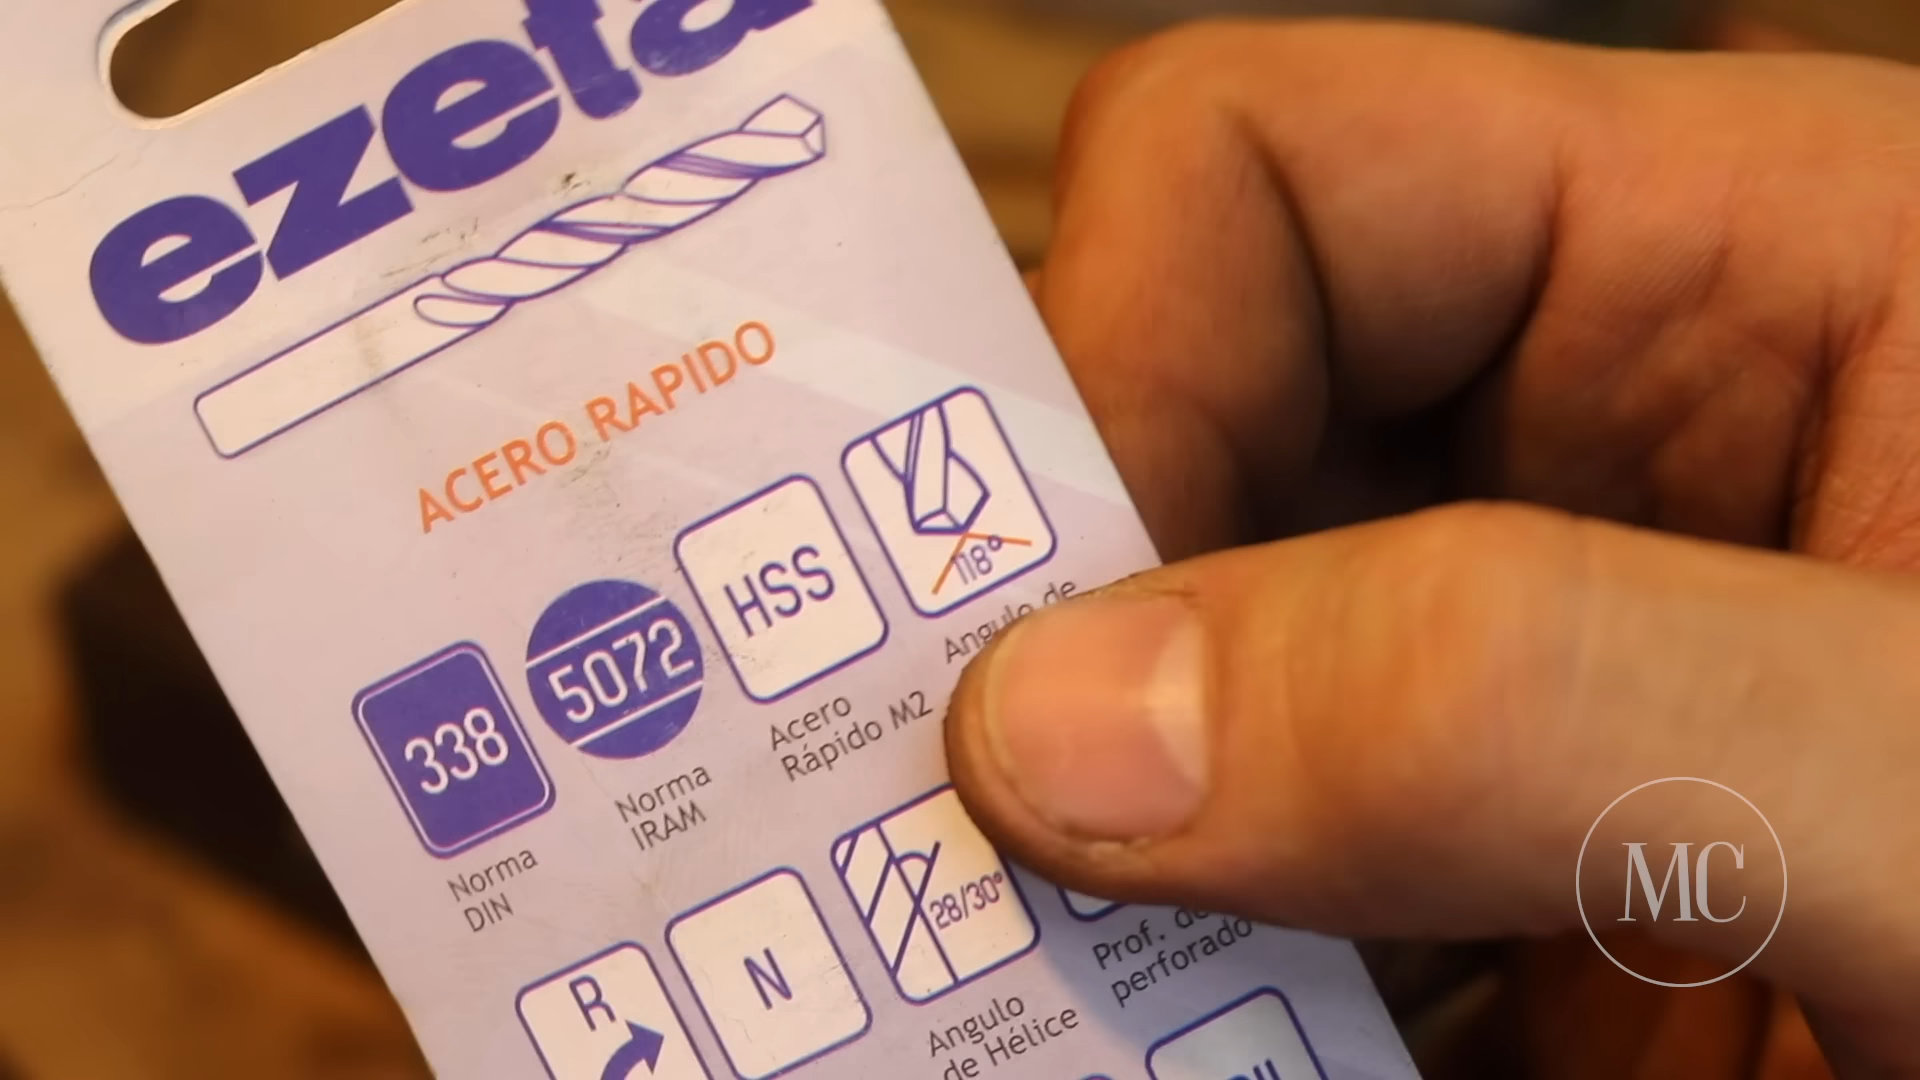 ezeta
ACERO RAPIDO
338
Norma
DIN
5072
Norma
IRAM
HSS
Acero
Rápido M2
118°
Angulo de
R
N
28/30°
Angulo
de Hélice
Prof. de
perforado
MC